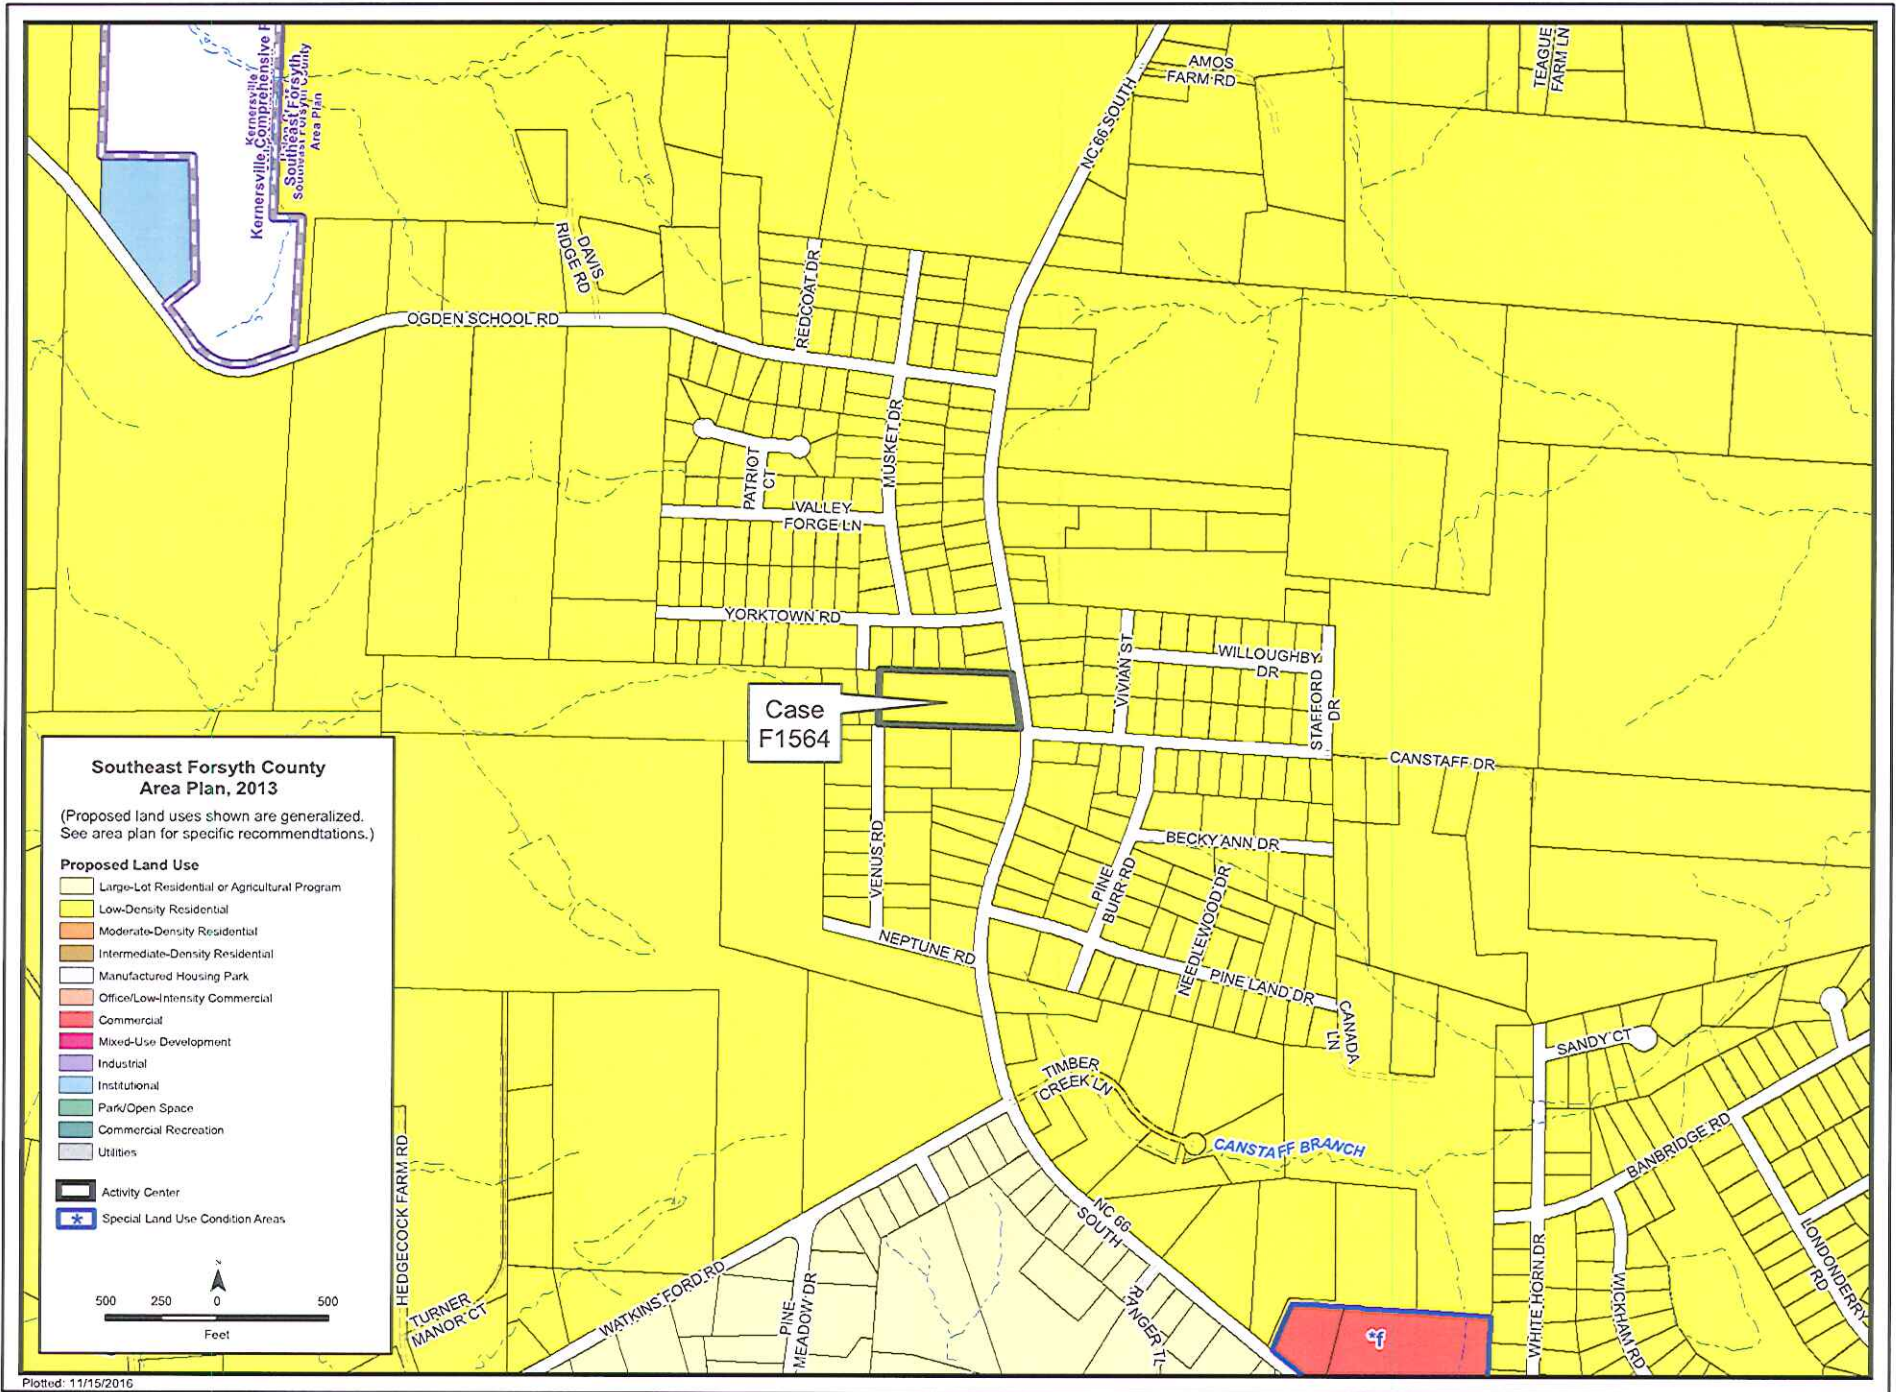 Kernersville
Kernersville Comprehensive P
Southeast Forsyth
Southeast Forsyth County
Area Plan
AMOS
FARM RD
TEAGUE
FARM LN
NC 66 SOUTH
DAVIS
RIDGE RD
REDCOAT DR
OGDEN SCHOOL RD
MUSKET DR
PATRIOT
CT
VALLEY
FORGE LN
YORKTOWN RD
VIVIAN ST
WILLOUGHBY
DR
STAFFORD
DR
Case
F1564
CANSTAFF DR
VENUS RD
PINE
BURR RD
BECKY ANN DR
NEEDLEWOOD DR
NEPTUNE RD
PINE LAND DR
CANADA
LN
SANDY CT
TIMBER
CREEK LN
CANSTAFF BRANCH
BANBRIDGE RD
NC 66
SOUTH
LONDONDERRY
RD
HEDGECOCK FARM RD
WATKINS FORD RD
PINE
MEADOW DR
RANGER TL
WHITE HORN DR
WICKHAM RD
TURNER
MANOR CT
*f
Southeast Forsyth County
Area Plan, 2013
(Proposed land uses shown are generalized.
See area plan for specific recommendtations.)
Proposed Land Use
Large-Lot Residential or Agricultural Program
Low-Density Residential
Moderate-Density Residential
Intermediate-Density Residential
Manufactured Housing Park
Office/Low-Intensity Commercial
Commercial
Mixed-Use Development
Industrial
Institutional
Park/Open Space
Commercial Recreation
Utilities
Activity Center
* Special Land Use Condition Areas
N
500 250 0 500
Feet
Plotted: 11/15/2016